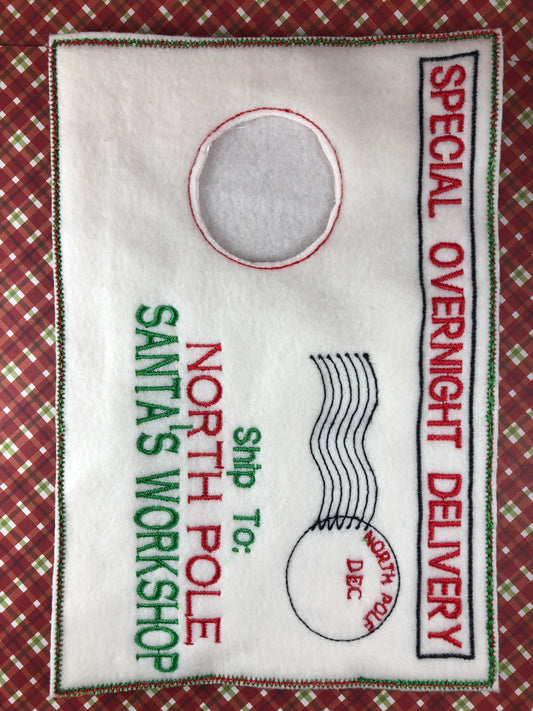 SPECIAL OVERNIGHT DELIVERY
NORTH POLE
DEC
Ship To:
NORTH POLE
SANTA'S WORKSHOP